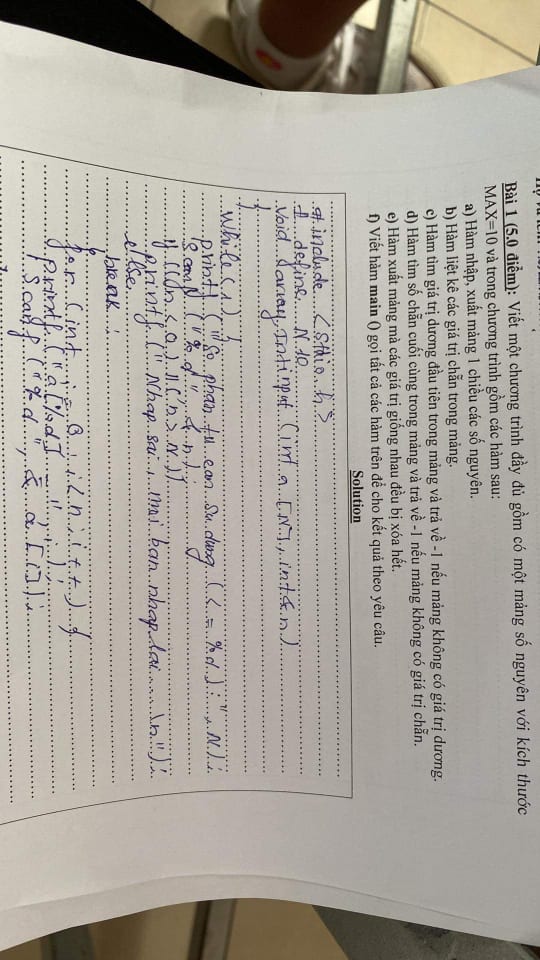 Bài 1 (5.0 điểm): Viết một chương trình đầy đủ gồm có một mảng số nguyên với kích thước
MAX=10 và trong chương trình gồm các hàm sau:
a) Hàm nhập, xuất mảng 1 chiều các số nguyên.
b) Hàm liệt kê các giá trị chẵn trong mảng.
c) Hàm tìm giá trị dương đầu tiên trong mảng và trả về -1 nếu mảng không có giá trị dương.
d) Hàm tìm số chẵn cuối cùng trong mảng và trả về -1 nếu mảng không có giá trị chẵn.
e) Hàm xuất mảng mà các giá trị giống nhau đều bị xóa hết.
f) Viết hàm main () gọi tất cả các hàm trên để cho kết quả theo yêu câu.
Solution
# include <Stdio.h>
define N 10
void array Intinput (int a [N], int & n)
{
while (1) {
printf ("So phan tu can su dung (<= %d) : ", N);
Scanf ("%d", & n);
if ((n < 0) || (n > N))
printf (" Nhap sai, moi ban nhap lai ... \n");
else
break ;
}
for (int i = 0 ; i < n ; i ++) {
printf ("a[%d] = ", i);
Scanf ("%d", & a [i]);